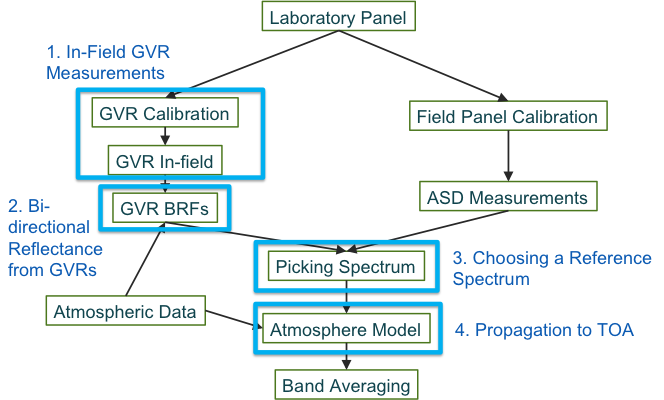 Laboratory Panel
1. In-Field GVR
Measurements
GVR Calibration
Field Panel Calibration
GVR In-field
ASD Measurements
2. Bi-
directional
Reflectance
from GVRs
GVR BRFs
Picking Spectrum
3. Choosing a Reference
Spectrum
Atmospheric Data
Atmosphere Model
4. Propagation to TOA
Band Averaging